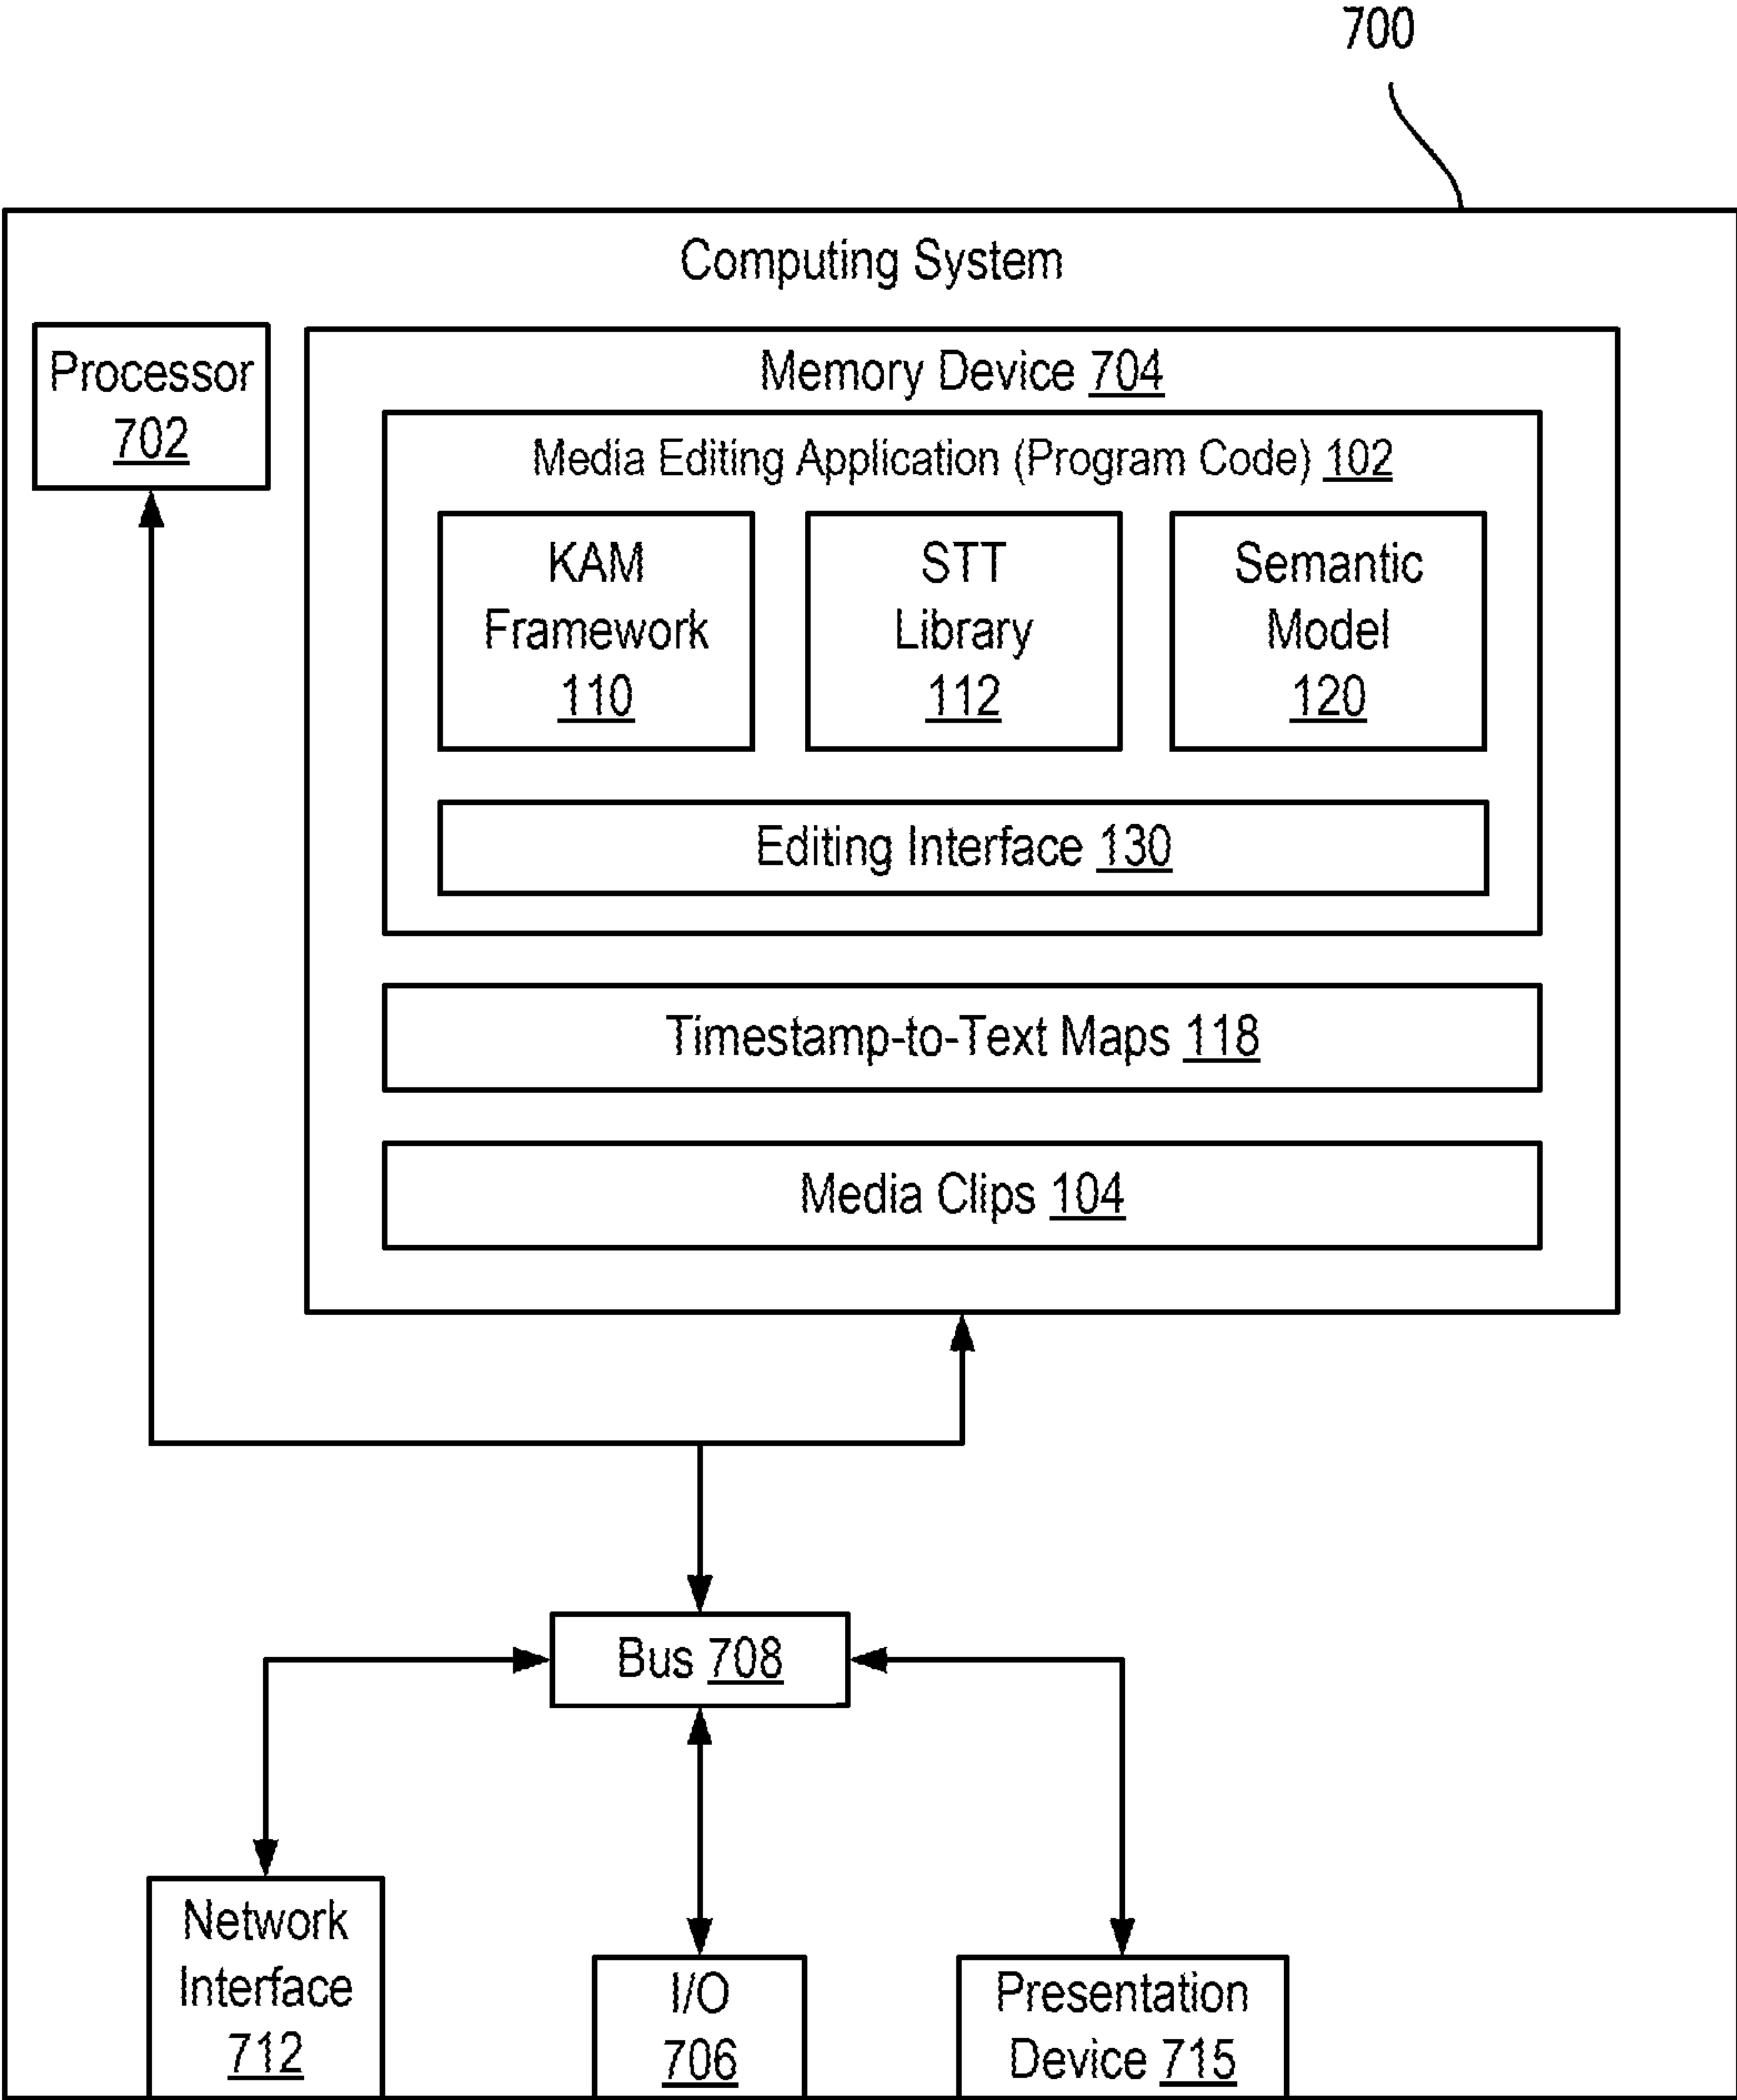 700
Computing System
Processor
702
Memory Device 704
Media Editing Application (Program Code) 102
KAM
Framework
110
STT
Library
112
Semantic
Model
120
Editing Interface 130
Timestamp-to-Text Maps 118
Media Clips 104
Bus 708
Network
Interface
712
I/O
706
Presentation
Device 715